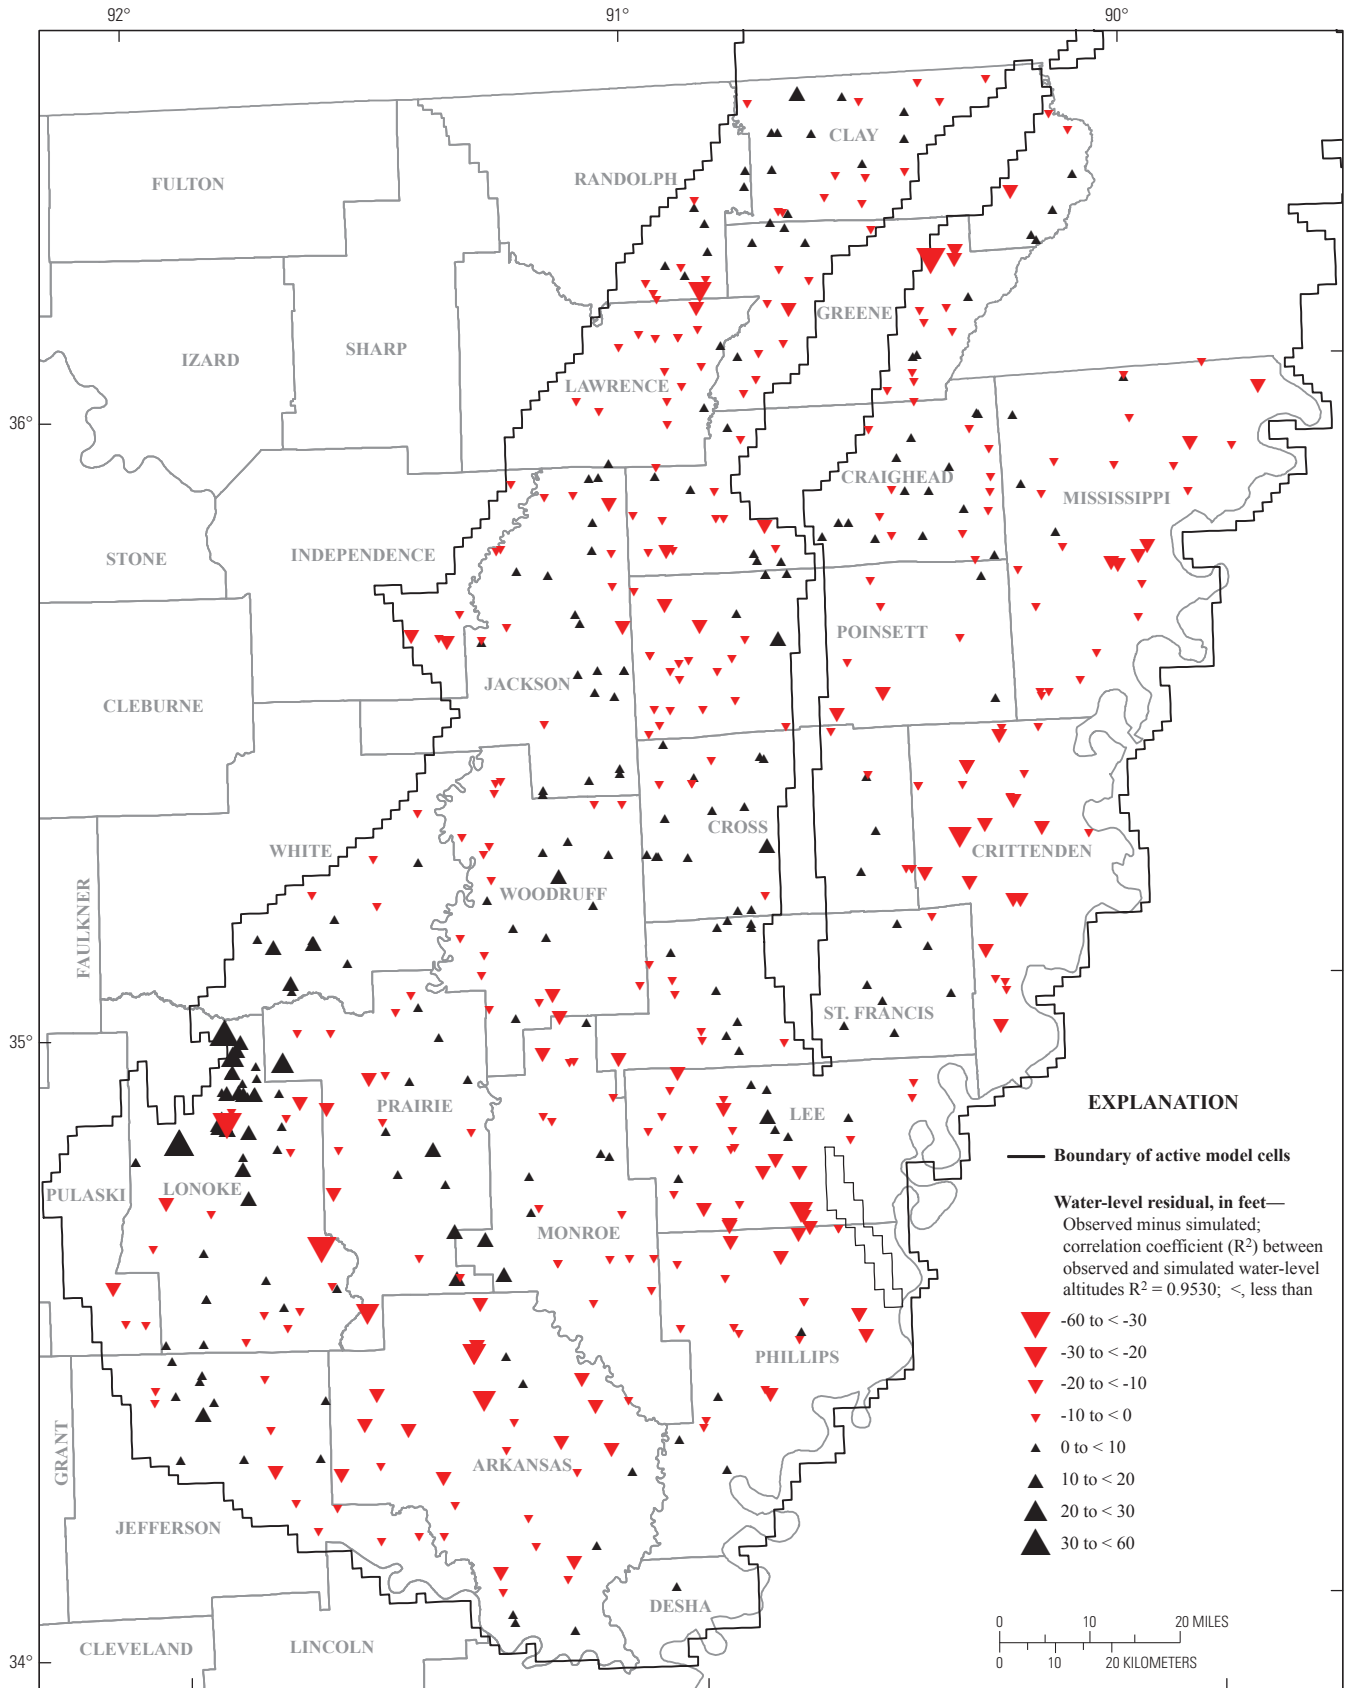 92°
91°
90°
CLAY
FULTON
RANDOLPH
GREENE
IZARD
SHARP
LAWRENCE
36°
CRAIGHEAD
MISSISSIPPI
STONE
INDEPENDENCE
POINSETT
JACKSON
CLEBURNE
CROSS
WHITE
CRITTENDEN
WOODRUFF
FAULKNER
ST. FRANCIS
35°
PRAIRIE
LEE
PULASKI
LONOKE
MONROE
PHILLIPS
GRANT
ARKANSAS
JEFFERSON
DESHA
CLEVELAND
LINCOLN
34°
EXPLANATION
Boundary of active model cells
Water-level residual, in feet—
Observed minus simulated;
correlation coefficient (R²) between
observed and simulated water-level
altitudes R² = 0.9530; <, less than
-60 to < -30
-30 to < -20
-20 to < -10
-10 to < 0
0 to < 10
10 to < 20
20 to < 30
30 to < 60
0 10 20 MILES
0 10 20 KILOMETERS